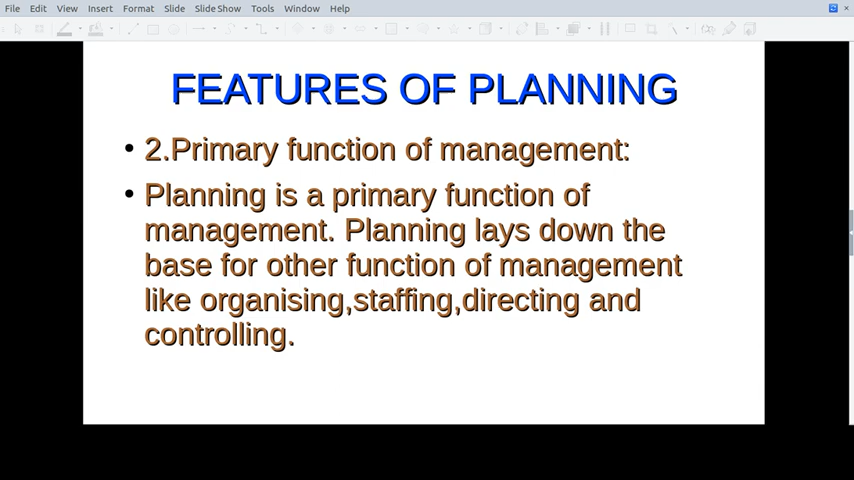 File Edit View Insert Format Slide Slide Show Tools Window Help
FEATURES OF PLANNING
• 2.Primary function of management:
• Planning is a primary function of
management. Planning lays down the
base for other function of management
like organising,staffing,directing and
controlling.